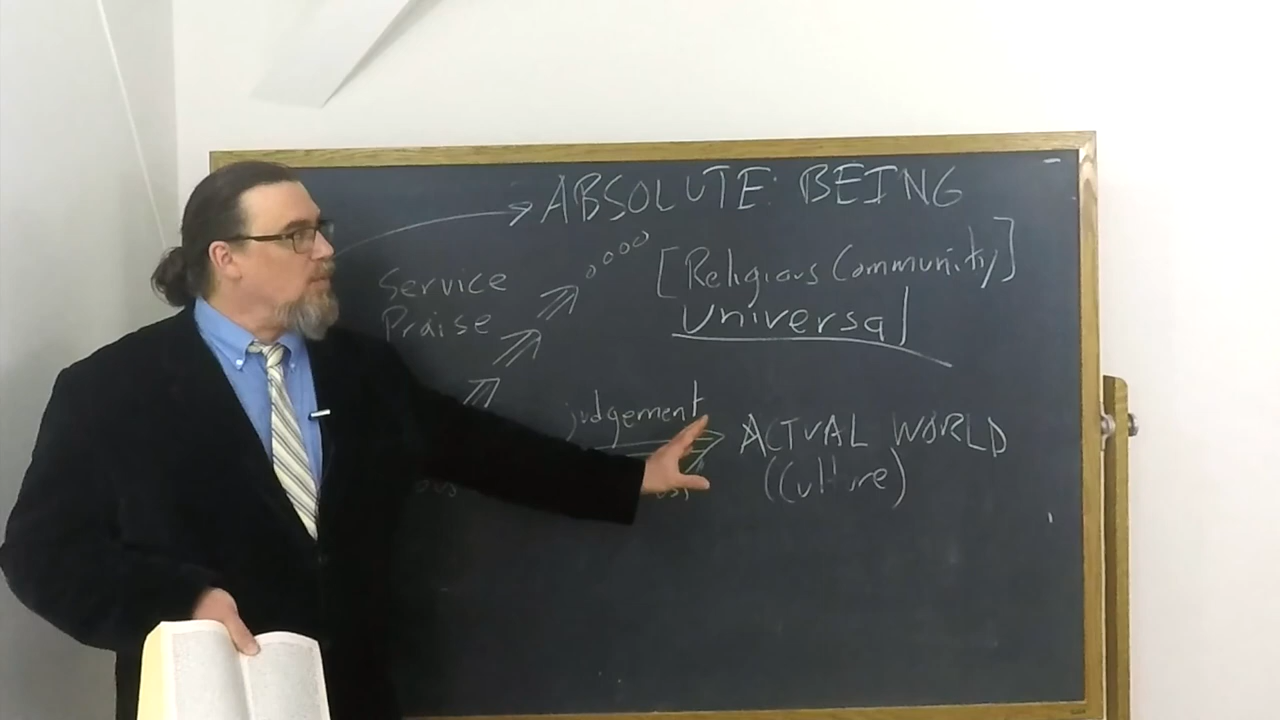 ABSOLUTE: BEING
Service
Praise
[Religious Community]
Universal
judgement
ACTUAL WORLD
(Culture)